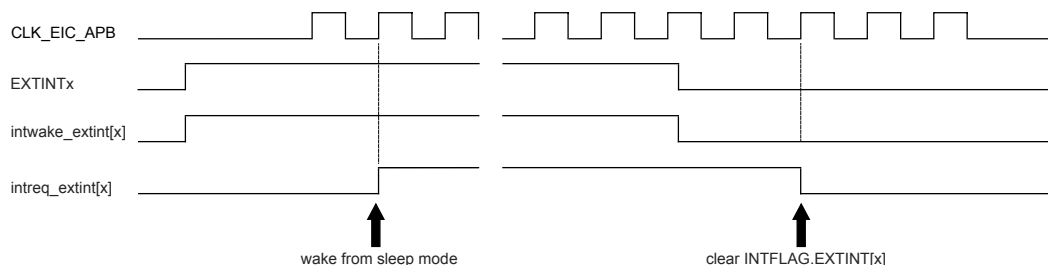 CLK_EIC_APB
EXTINTx
intwake_extint[x]
intreq_extint[x]
wake from sleep mode
clear INTFLAG.EXTINT[x]